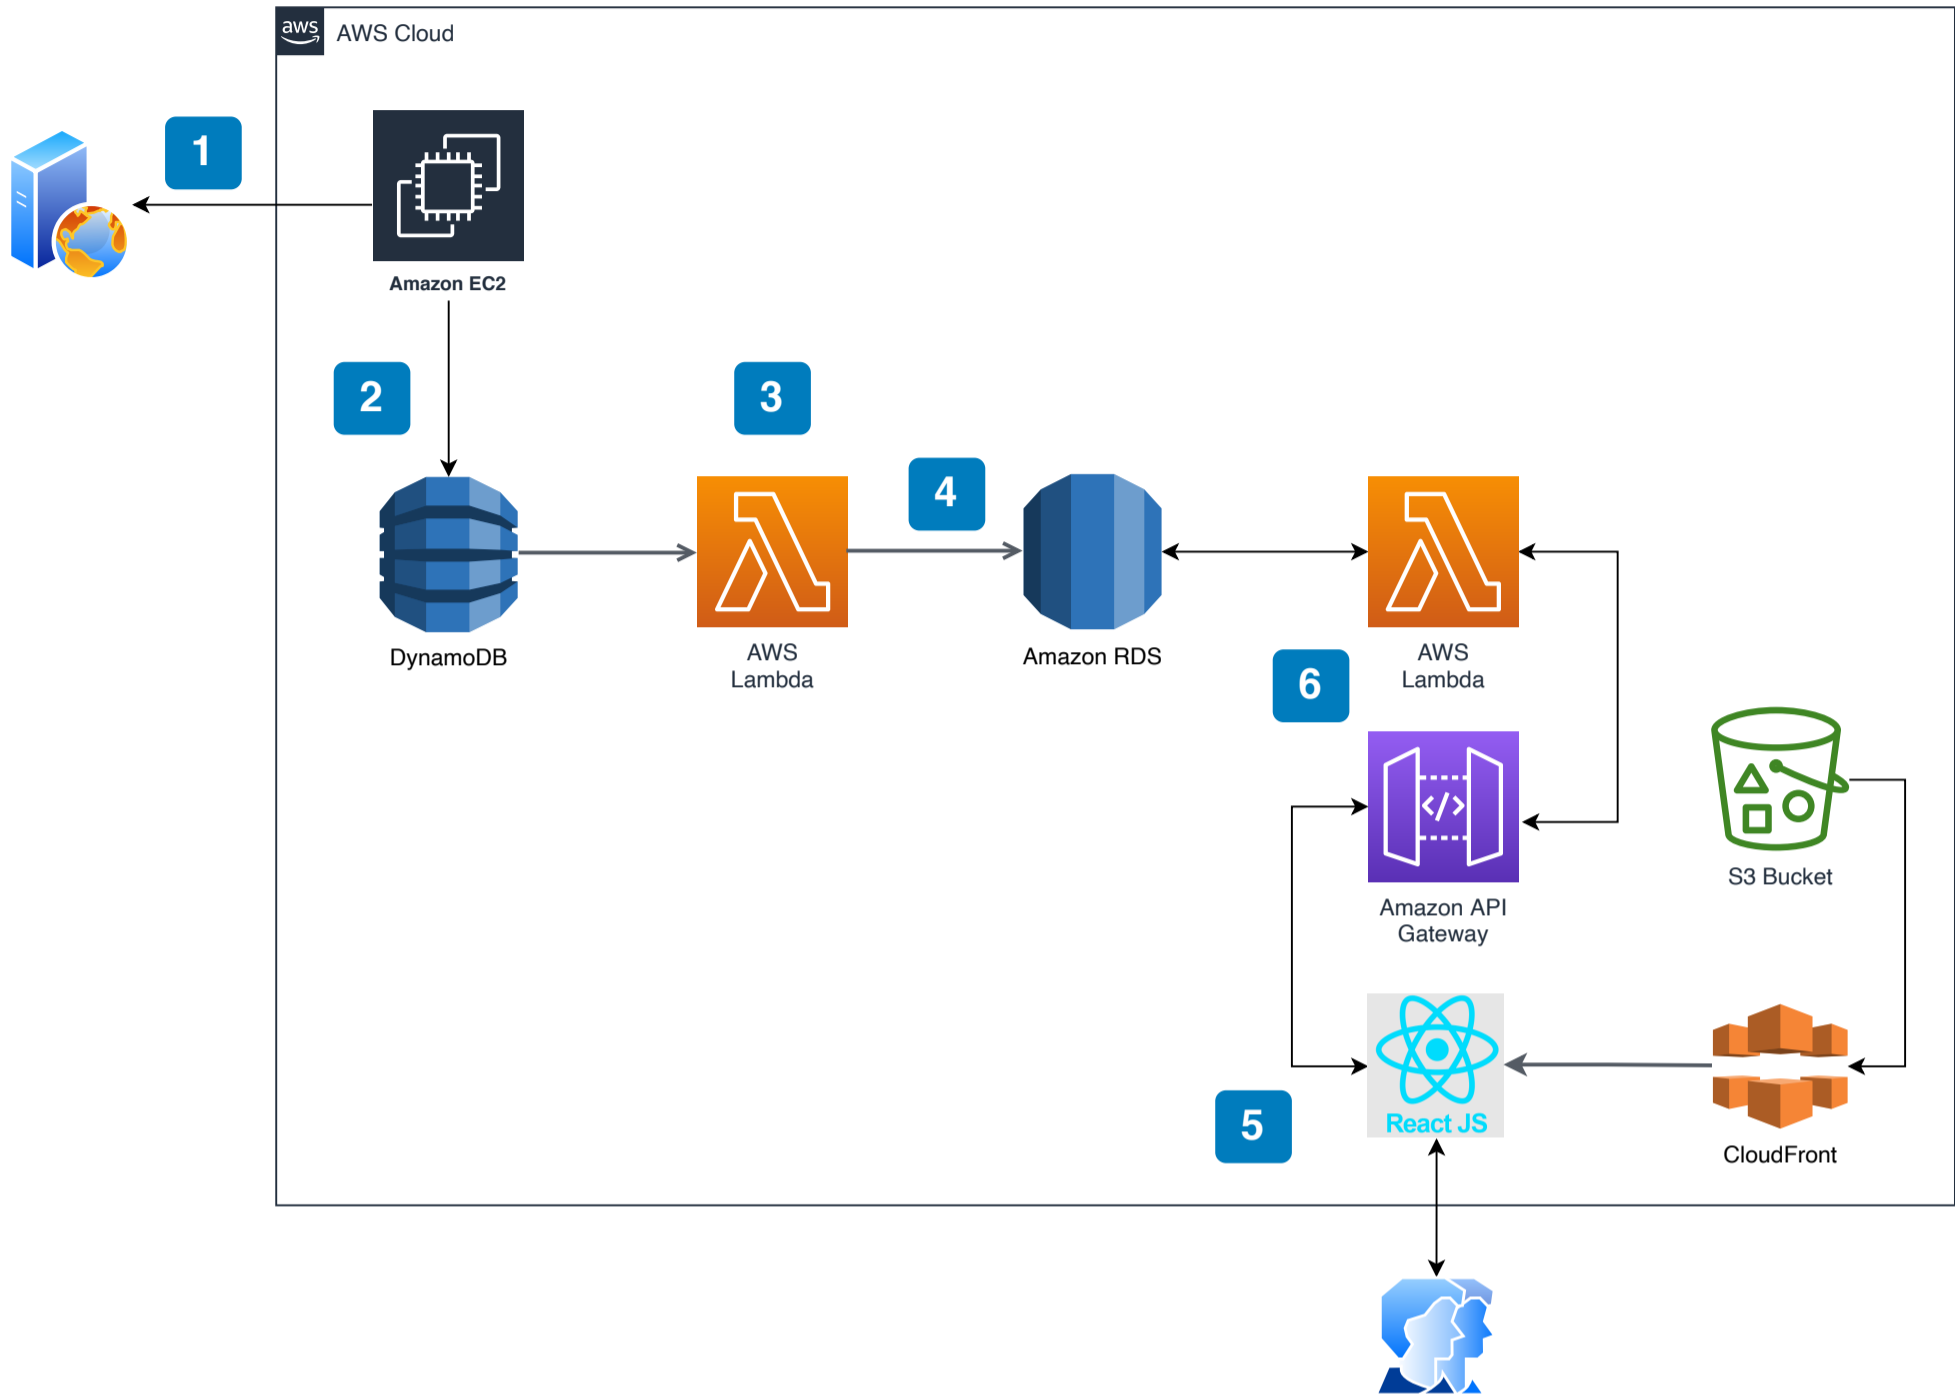 aws
AWS Cloud
1
Amazon EC2
2
3
4
DynamoDB
AWS
Lambda
Amazon RDS
AWS
Lambda
6
</>
Amazon API
Gateway
S3 Bucket
React JS
5
CloudFront